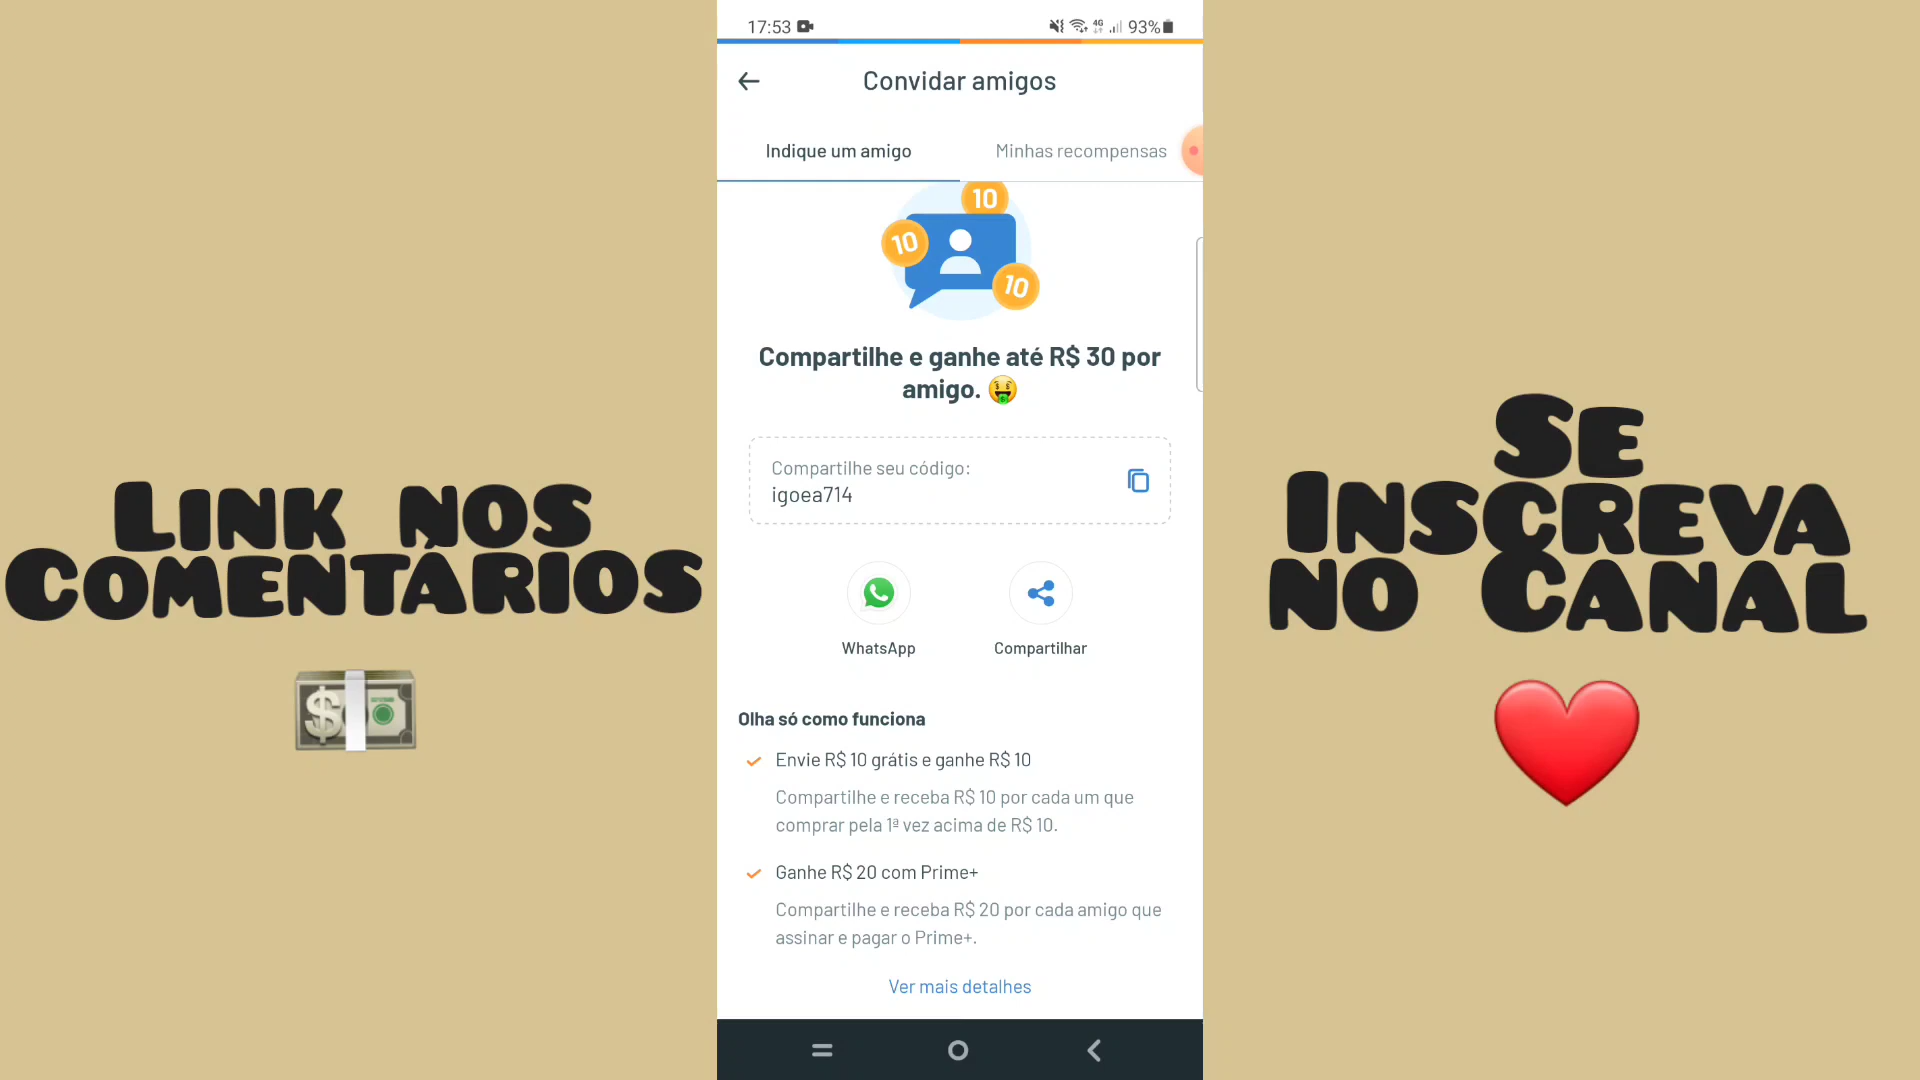 17:53
4G
93%
Convidar amigos
Indique um amigo
Minhas recompensas
10
10
10
Compartilhe e ganhe até R$ 30 por
amigo.
Compartilhe seu código:
igoea714
WhatsApp
Compartilhar
Olha só como funciona
Envie R$ 10 grátis e ganhe R$ 10
Compartilhe e receba R$ 10 por cada um que
comprar pela 1ª vez acima de R$ 10.
Ganhe R$ 20 com Prime+
Compartilhe e receba R$ 20 por cada amigo que
assinar e pagar o Prime+.
Ver mais detalhes
Link nos
Comentários
Se
Inscreva
no Canal